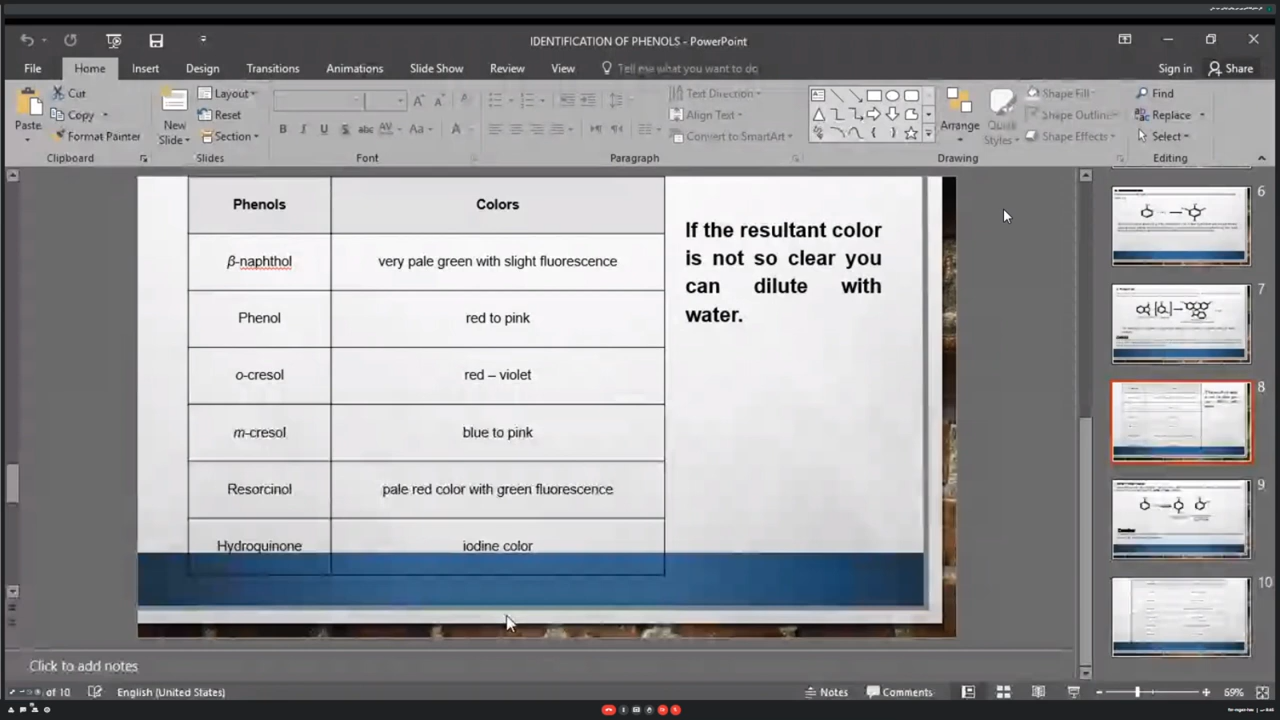 IDENTIFICATION OF PHENOLS - PowerPoint
File Home Insert Design Transitions Animations Slide Show Review View Tell me what you want to do Sign in Share
Paste
Cut
Copy
Format Painter
Clipboard
New Slide
Layout
Reset
Section
Slides
B I U S abc AV Aa A
Font
Paragraph
Text Direction
Align Text
Convert to SmartArt
Arrange
Quick Styles
Shape Fill
Shape Outline
Shape Effects
Drawing
Find
Replace
Select
Editing
Phenols Colors
β-naphthol very pale green with slight fluorescence
Phenol red to pink
o-cresol red – violet
m-cresol blue to pink
Resorcinol pale red color with green fluorescence
Hydroquinone iodine color
If the resultant color
is not so clear you
can dilute with
water.
6
7
8
9
10
Click to add notes
of 10 English (United States) Notes Comments 69%